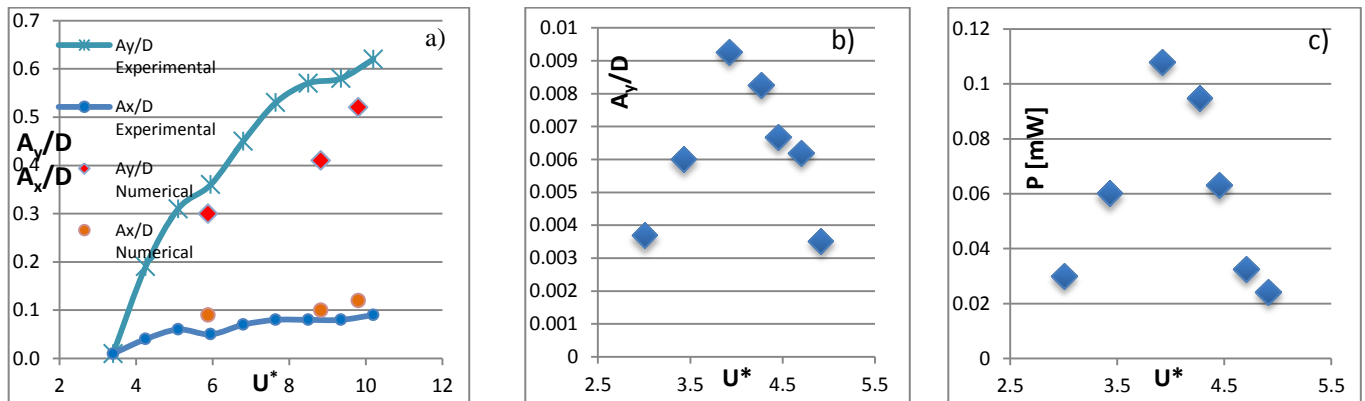 a)
0.7
0.6
0.5
0.4
0.3
0.2
0.1
0.0
Ay/D
Experimental
Ax/D
Experimental
Ay/D
Numerical
Ax/D
Numerical
Ay/D
Ax/D
2 4 6 8 10 12
U*
b)
0.01
0.009
0.008
0.007
0.006
0.005
0.004
0.003
0.002
0.001
0
Ay/D
2.5 3.5 4.5 5.5
U*
c)
0.12
0.1
0.08
0.06
0.04
0.02
0
P [mW]
2.5 3.5 4.5 5.5
U*